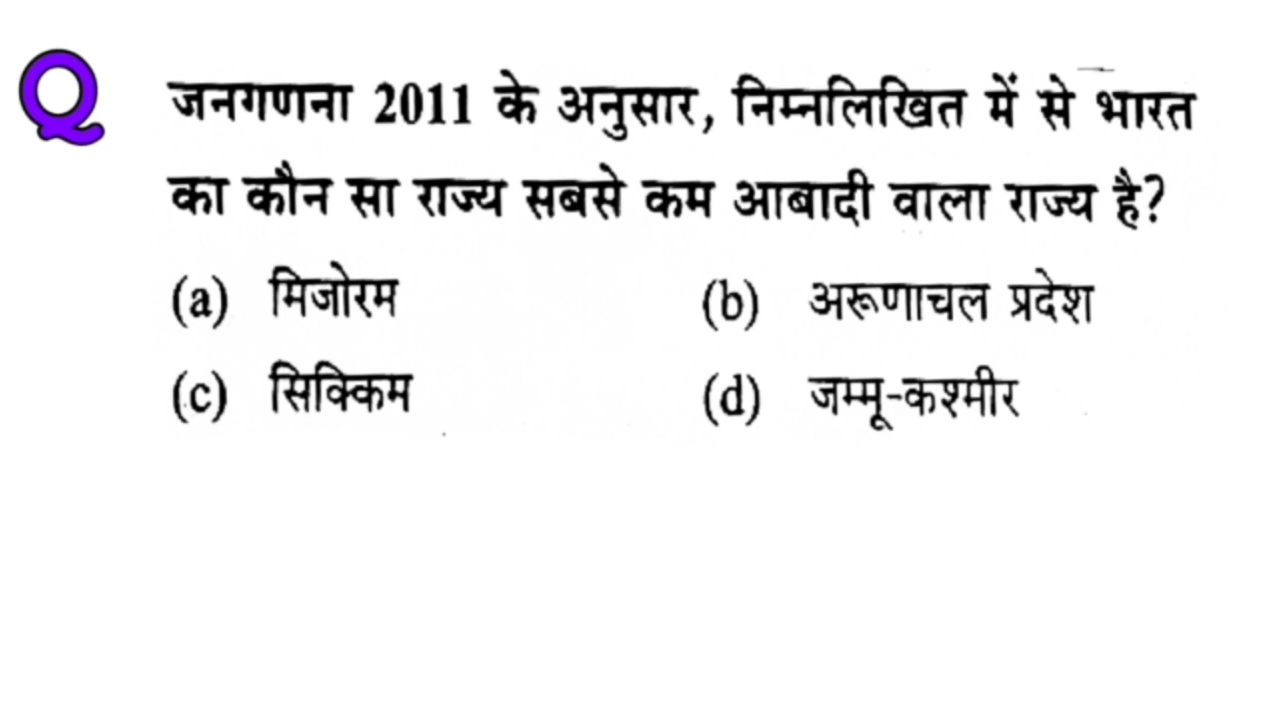 Q जनगणना 2011 के अनुसार, निम्नलिखित में से भारत
का कौन सा राज्य सबसे कम आबादी वाला राज्य है?
(a) मिजोरम (b) अरूणाचल प्रदेश
(c) सिक्किम (d) जम्मू-कश्मीर